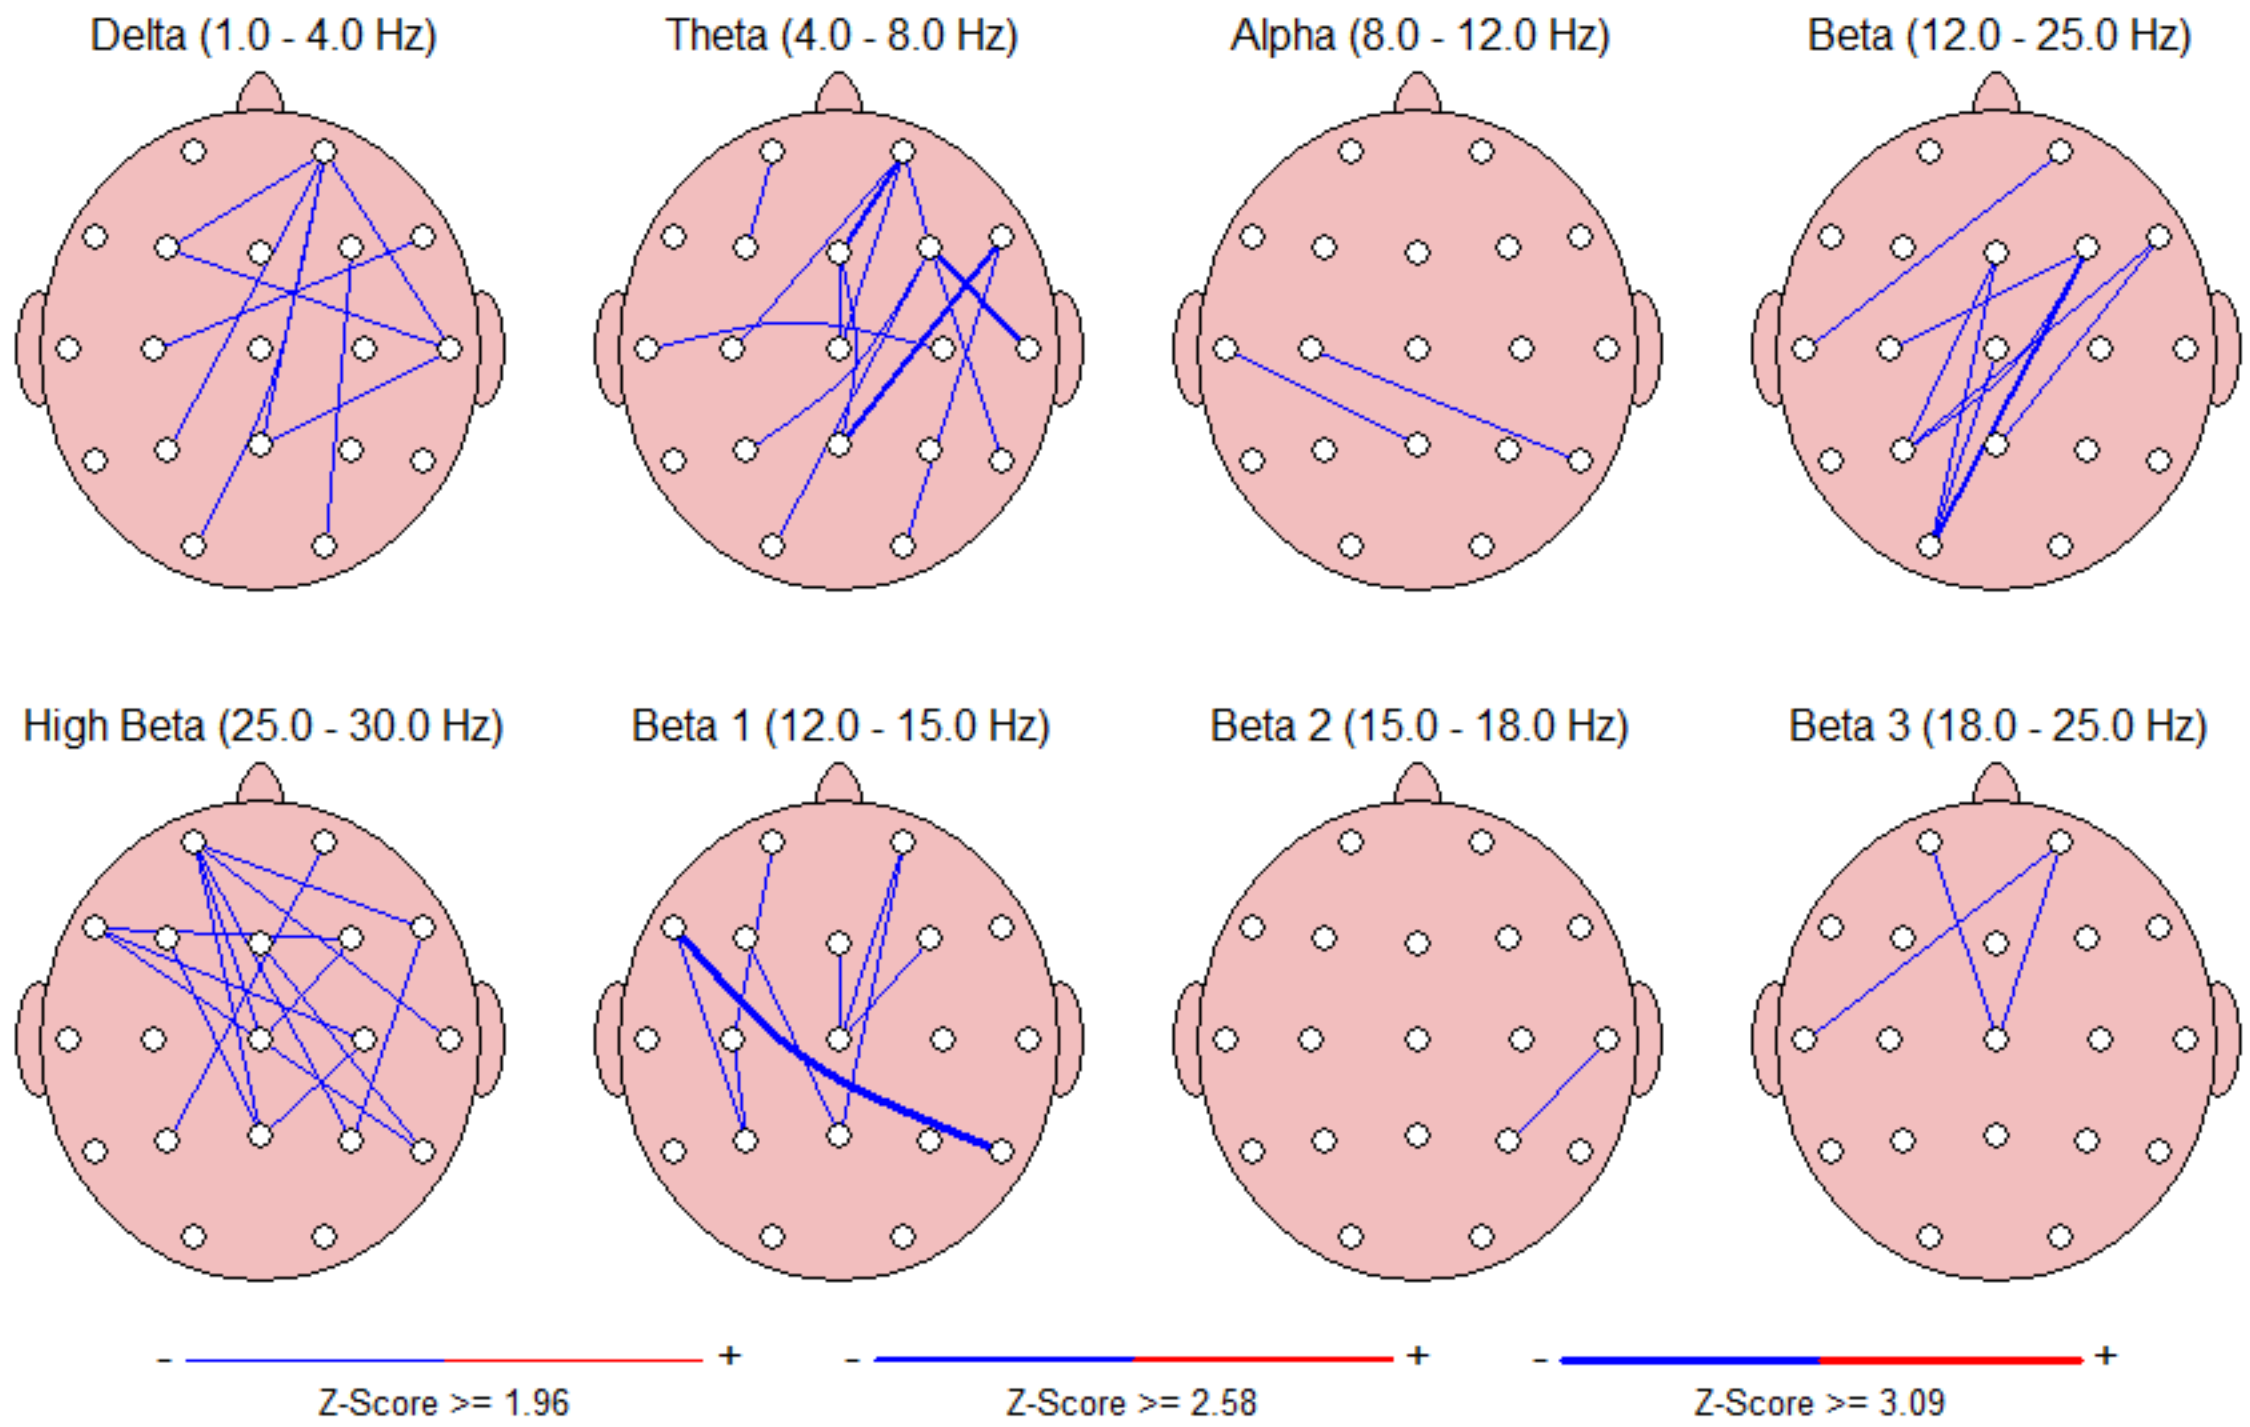 Delta (1.0 - 4.0 Hz) Theta (4.0 - 8.0 Hz) Alpha (8.0 - 12.0 Hz) Beta (12.0 - 25.0 Hz)
High Beta (25.0 - 30.0 Hz) Beta 1 (12.0 - 15.0 Hz) Beta 2 (15.0 - 18.0 Hz) Beta 3 (18.0 - 25.0 Hz)
- + - + - +
Z-Score >= 1.96 Z-Score >= 2.58 Z-Score >= 3.09